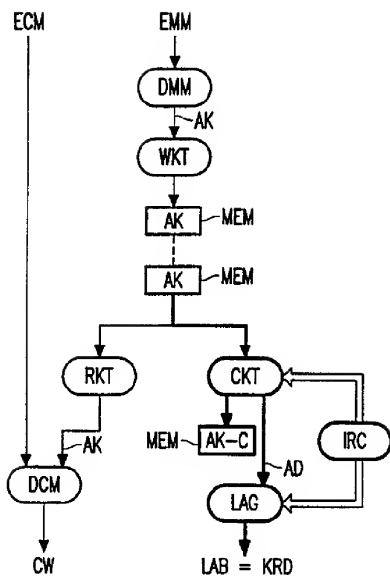 ECM EMM
DMM
AK
WKT
AK MEM
AK MEM
RKT CKT
MEM AK-C IRC
AK AD
DCM LAG
CW LAB = KRD